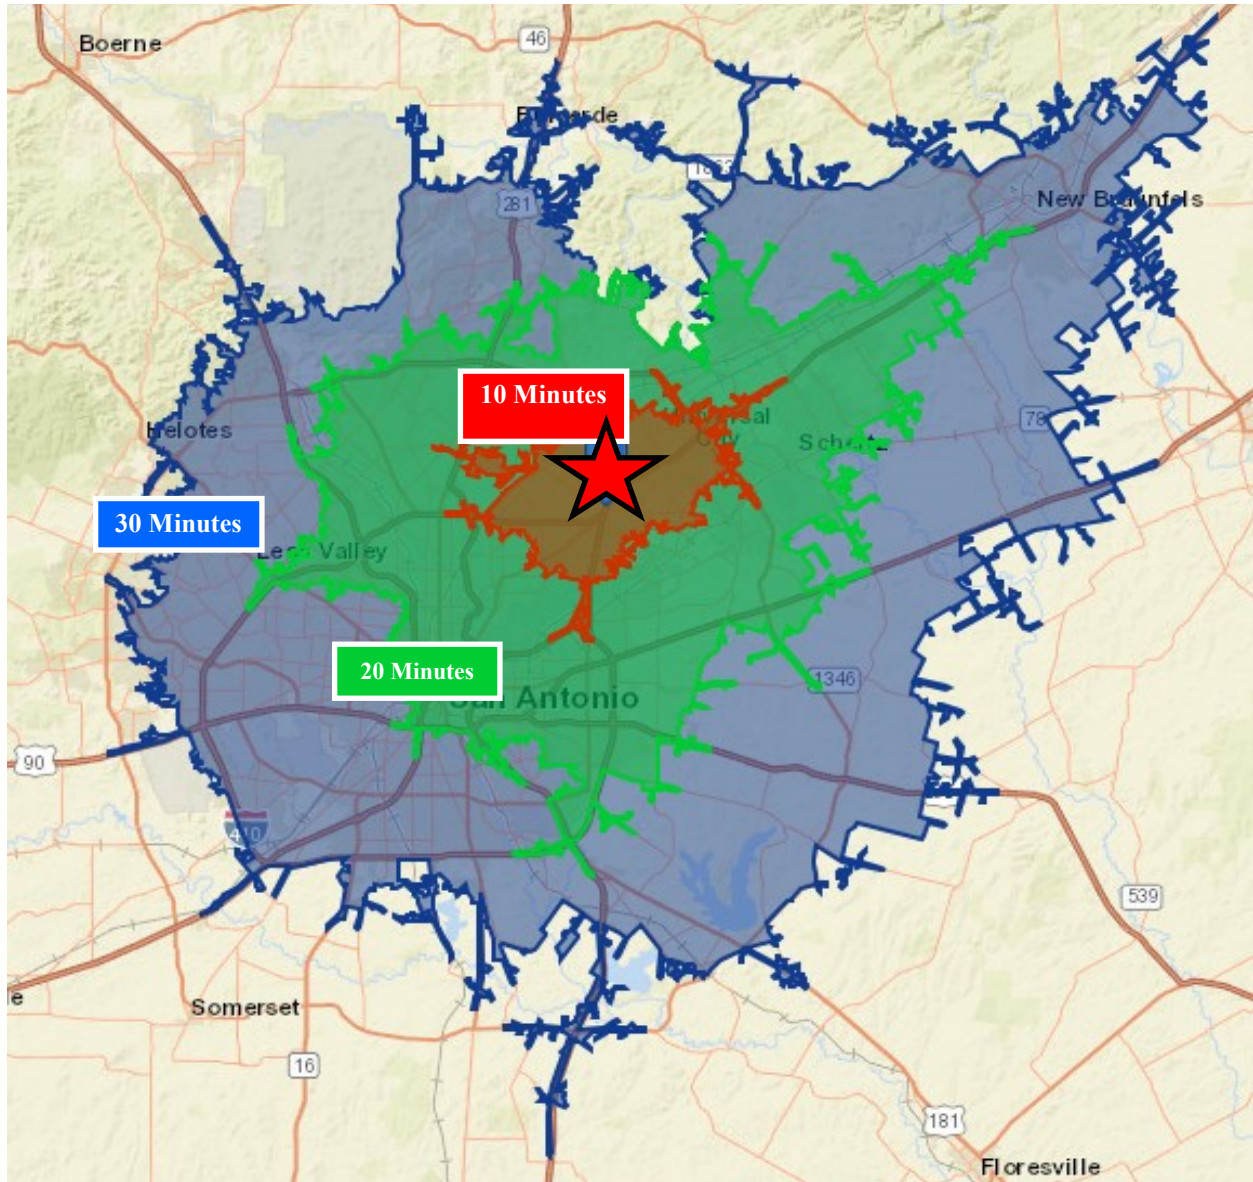 Boerne
46
281
New Braunfels
10 Minutes
Helotes
78
Schertz
30 Minutes
Leon Valley
20 Minutes
1346
San Antonio
90
410
539
Somerset
16
181
Floresville